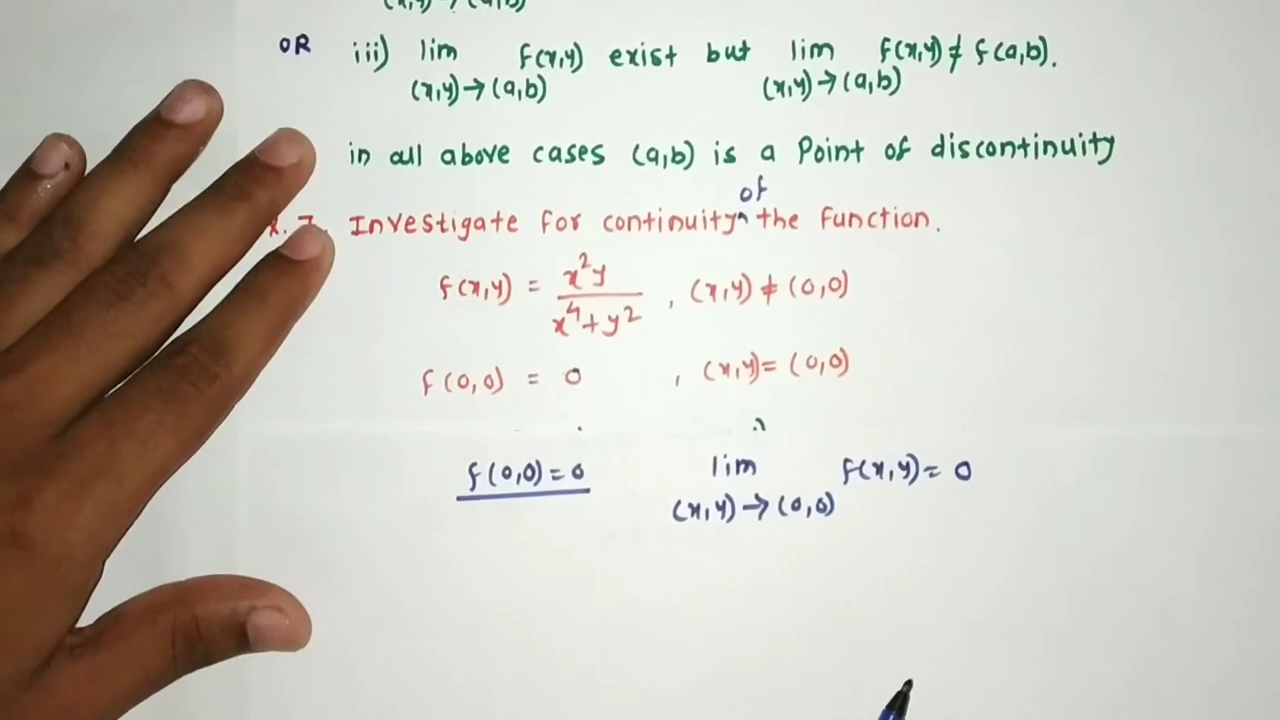 (x,y) → (a,b)
OR iii) lim f(x,y) exist but lim f(x,y) ≠ f(a,b).
(x,y)→(a,b) (x,y)→(a,b)
in all above cases (a,b) is a Point of discontinuity
7. Investigate for continuity of the function.
f(x,y) = x²y / x⁴+y² , (x,y) ≠ (0,0)
f(0,0) = 0 , (x,y) = (0,0)
f(0,0) = 0 lim f(x,y) = 0
(x,y) → (0,0)